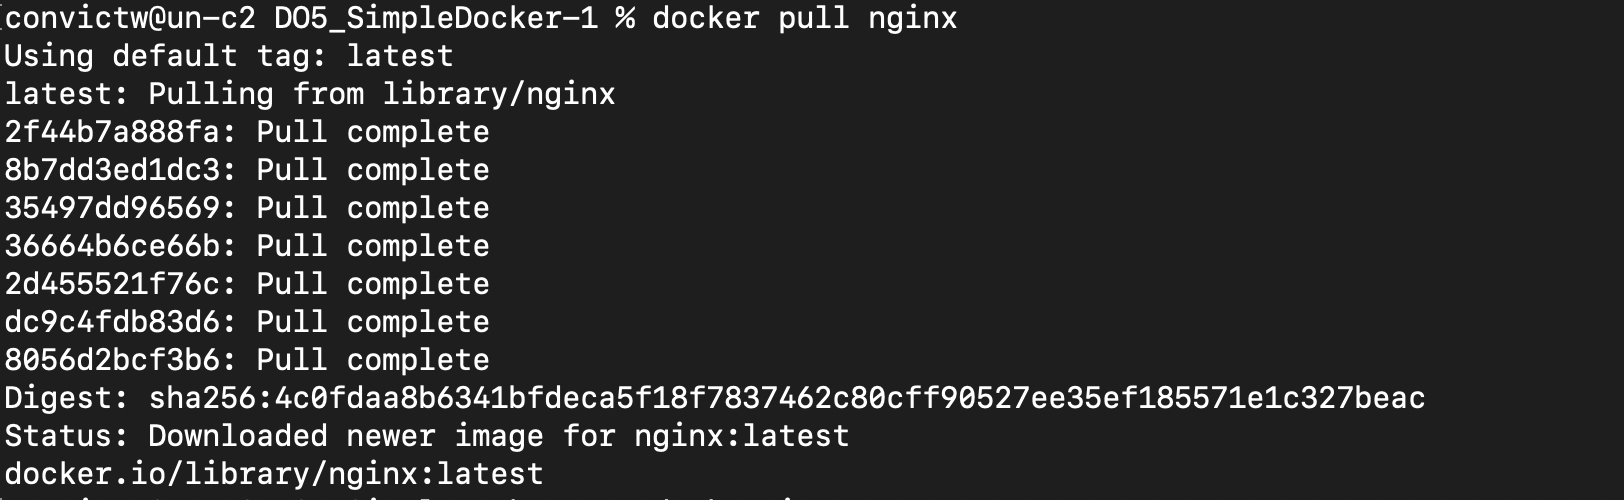 convictw@un-c2 DO5_SimpleDocker-1 % docker pull nginx
Using default tag: latest
latest: Pulling from library/nginx
2f44b7a888fa: Pull complete
8b7dd3ed1dc3: Pull complete
35497dd96569: Pull complete
36664b6ce66b: Pull complete
2d455521f76c: Pull complete
dc9c4fdb83d6: Pull complete
8056d2bcf3b6: Pull complete
Digest: sha256:4c0fdaa8b6341bfdeca5f18f7837462c80cff90527ee35ef185571e1c327beac
Status: Downloaded newer image for nginx:latest
docker.io/library/nginx:latest